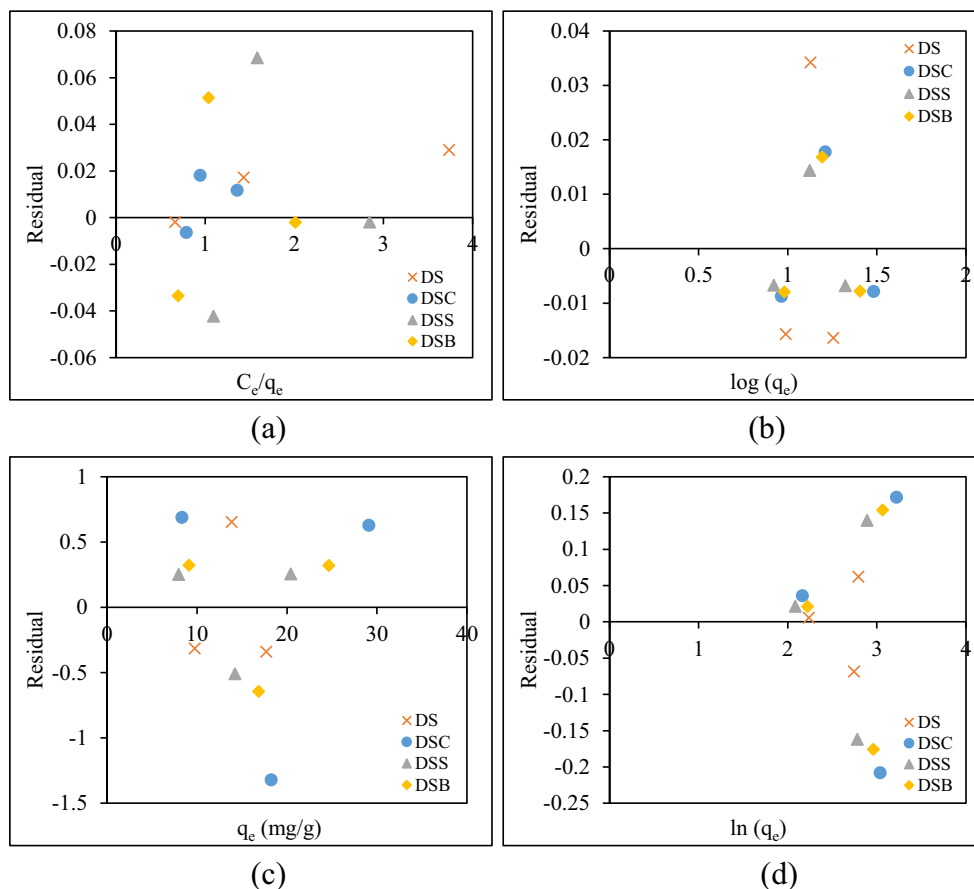 0.08
0.06
0.04
0.02
0
-0.02
-0.04
-0.06
0
1
2
3
4
Residual
C_e/q_e
DS
DSC
DSS
DSB
(a)
0.04
0.03
0.02
0.01
0
-0.01
-0.02
0
0.5
1
1.5
2
Residual
log (q_e)
DS
DSC
DSS
DSB
(b)
1
0.5
0
-0.5
-1
-1.5
0
10
20
30
40
Residual
q_e (mg/g)
DS
DSC
DSS
DSB
(c)
0.2
0.15
0.1
0.05
0
-0.05
-0.1
-0.15
-0.2
-0.25
0
1
2
3
4
Residual
ln (q_e)
DS
DSC
DSS
DSB
(d)